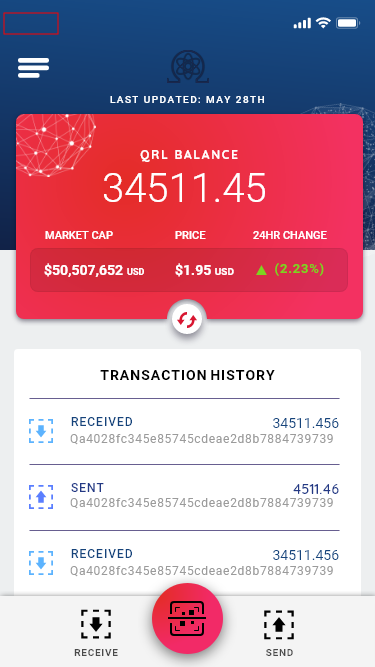 LAST UPDATED: MAY 28TH
QRL BALANCE
34511.45
MARKET CAP PRICE 24HR CHANGE
$50,507,652 USD $1.95 USD (2.23%)
TRANSACTION HISTORY
RECEIVED 34511.456
Qa4028fc345e85745cdeae2d8b7884739739
SENT 4511.46
Qa4028fc345e85745cdeae2d8b7884739739
RECEIVED 34511.456
Qa4028fc345e85745cdeae2d8b7884739739
RECEIVE SEND